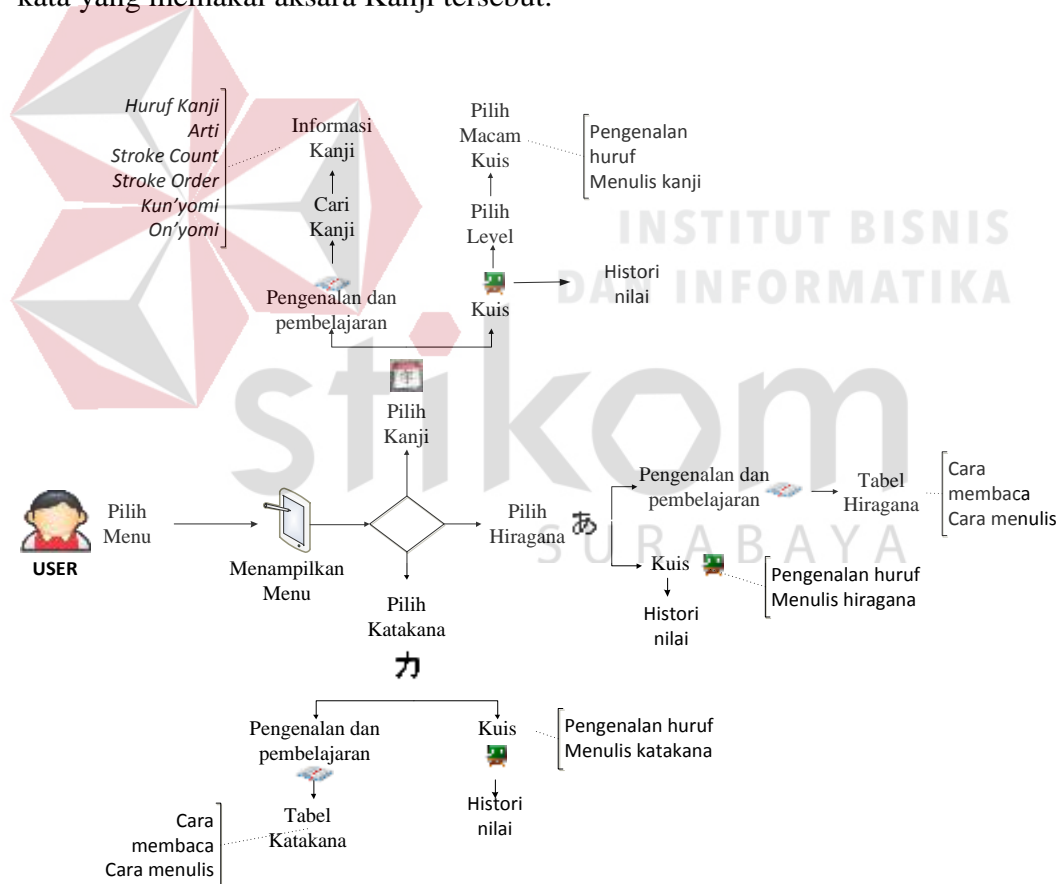 kata yang memakai aksara Kanji tersebut.
Huruf Kanji
Arti
Stroke Count
Stroke Order
Kun'yomi
On'yomi
Informasi
Kanji
Cari
Kanji
Pengenalan dan
pembelajaran
Pilih
Macam
Kuis
Pengenalan
huruf
Menulis kanji
Pilih
Level
Kuis
Histori
nilai
INSTITUT BISNIS
DAN INFORMATIKA
stikom
SURABAYA
Pilih
Kanji
USER
Pilih
Menu
Menampilkan
Menu
Pilih
Hiragana
あ
Pengenalan dan
pembelajaran
Tabel
Hiragana
Cara
membaca
Cara menulis
Kuis
Pengenalan huruf
Menulis hiragana
Histori
nilai
Pilih
Katakana
カ
Pengenalan dan
pembelajaran
Tabel
Katakana
Cara
membaca
Cara menulis
Kuis
Pengenalan huruf
Menulis katakana
Histori
nilai